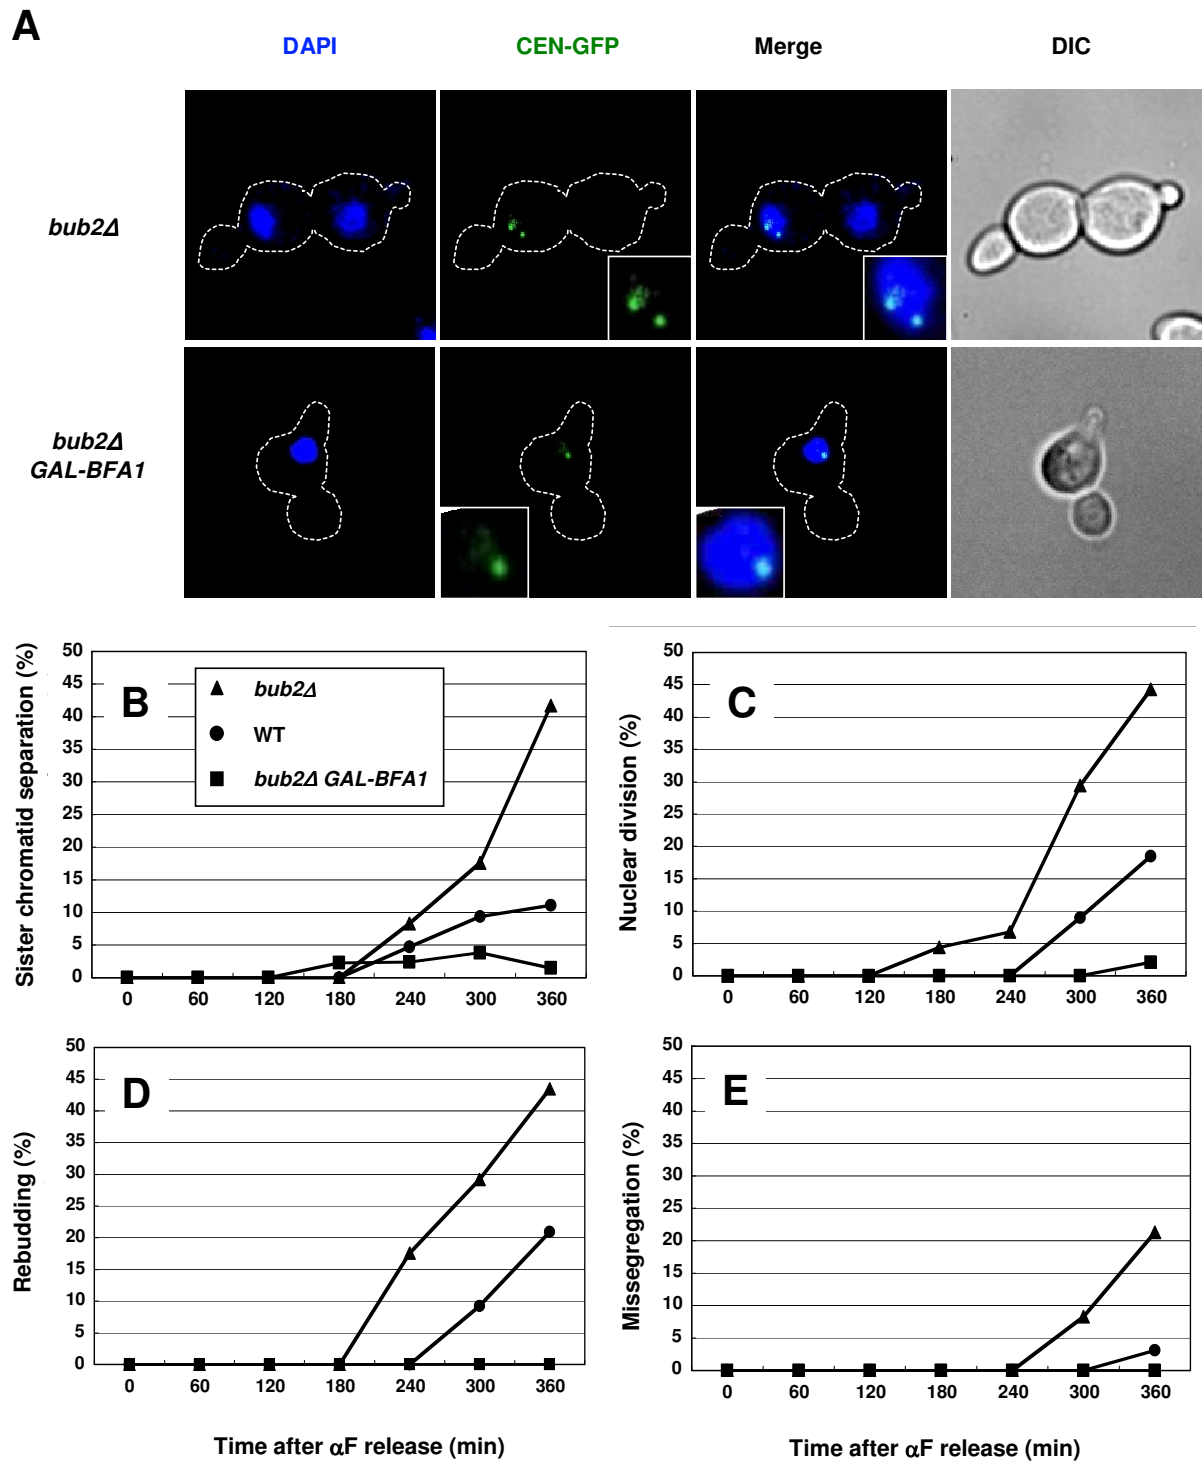 A
DAPI
CEN-GFP
Merge
DIC
bub2Δ
bub2Δ
GAL-BFA1
B
Sister chromatid separation (%)
50
45
40
35
30
25
20
15
10
5
0
0 60 120 180 240 300 360
bub2Δ
WT
bub2Δ GAL-BFA1
C
Nuclear division (%)
50
45
40
35
30
25
20
15
10
5
0
0 60 120 180 240 300 360
D
Rebudding (%)
50
45
40
35
30
25
20
15
10
5
0
0 60 120 180 240 300 360
Time after αF release (min)
E
Misssegregation (%)
50
45
40
35
30
25
20
15
10
5
0
0 60 120 180 240 300 360
Time after αF release (min)